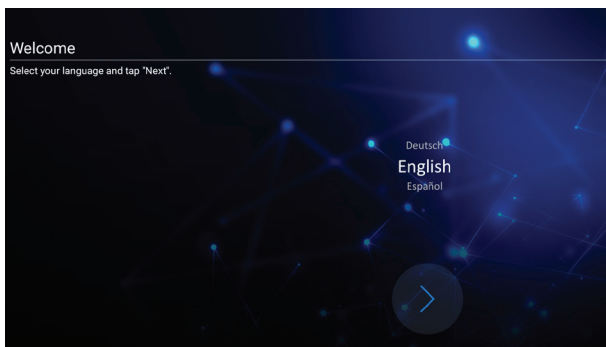 Welcome
Select your language and tap "Next".
Deutsch
English
Español